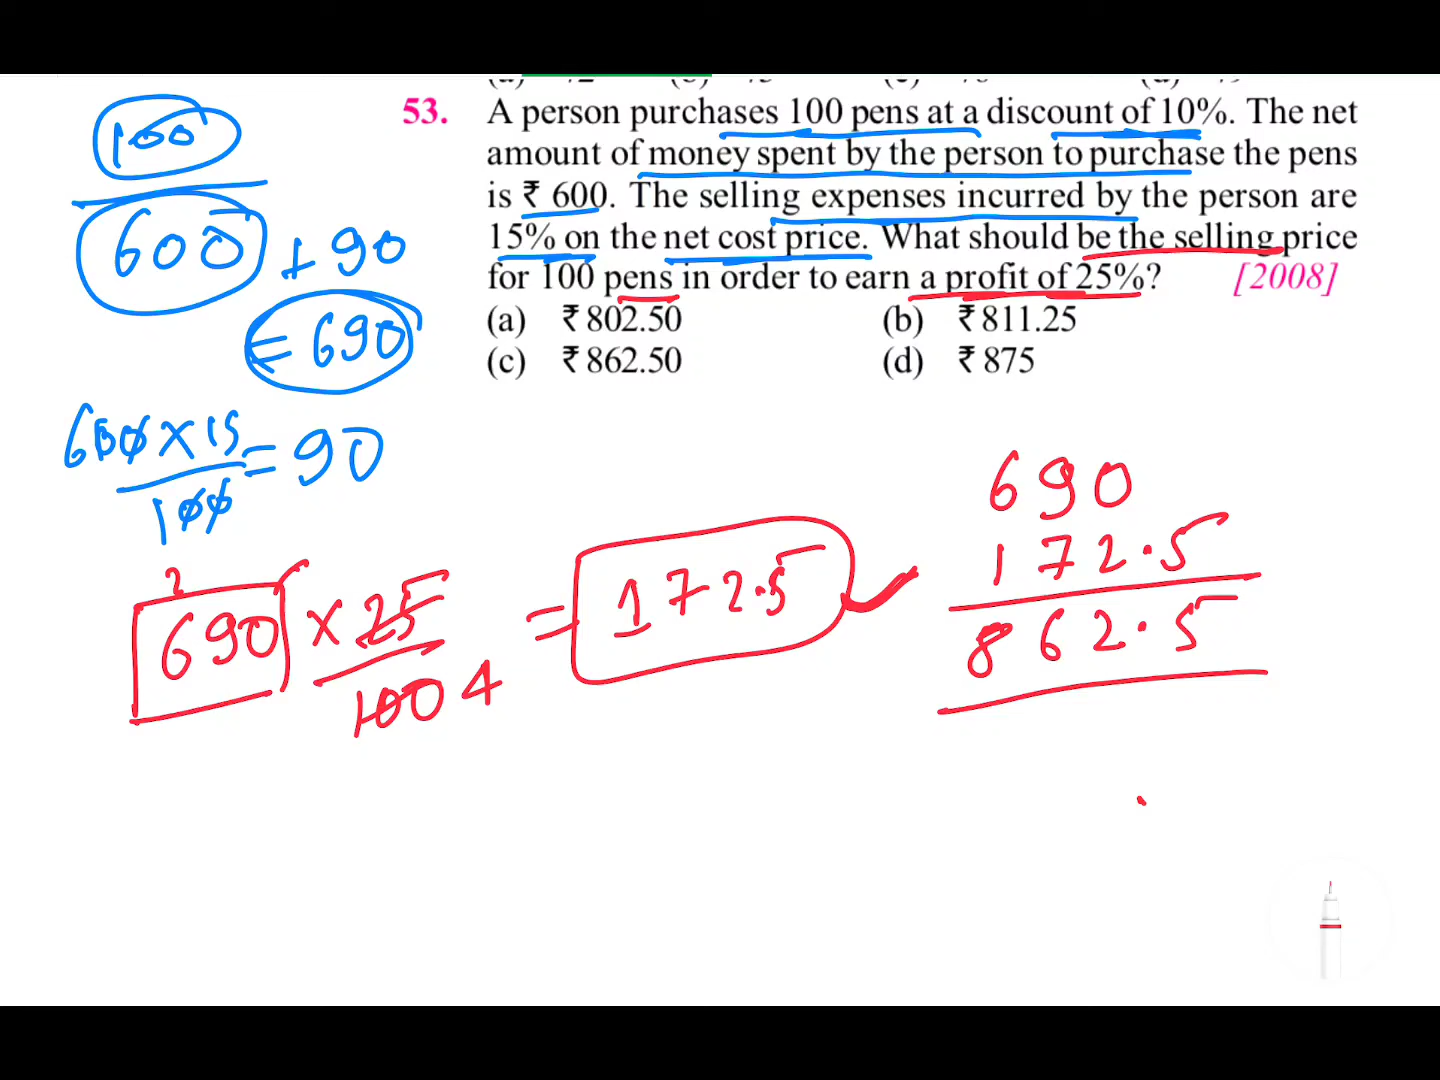 53. A person purchases 100 pens at a discount of 10%. The net
amount of money spent by the person to purchase the pens
is ₹ 600. The selling expenses incurred by the person are
15% on the net cost price. What should be the selling price
for 100 pens in order to earn a profit of 25%? [2008]
(a) ₹ 802.50 (b) ₹ 811.25
(c) ₹ 862.50 (d) ₹ 875
100
600 + 90
= 690
600 × 15 = 90
100
2
690 × 25 = 172.5
100 4
690
172.5
862.5